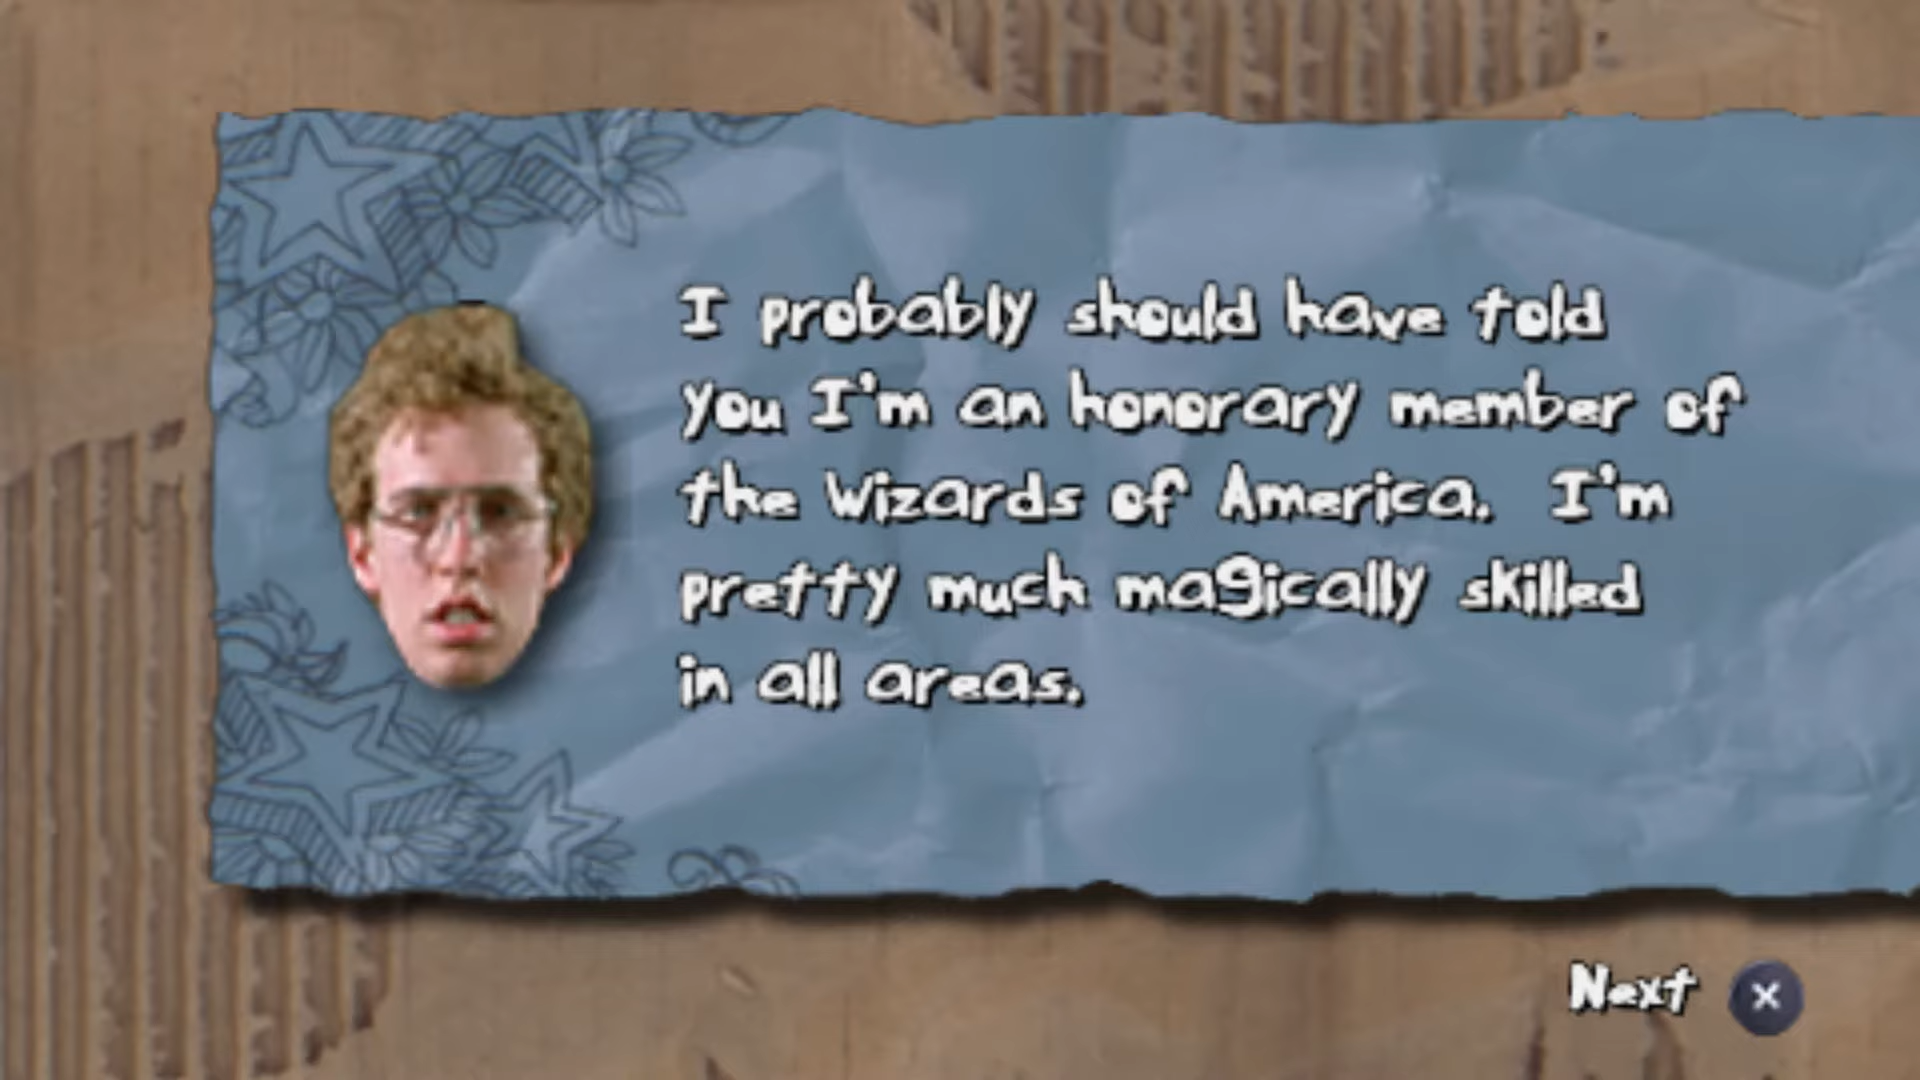 I probably should have told
you I'm an honorary member of
the Wizards of America.  I'm
pretty much magically skilled
in all areas.
Next